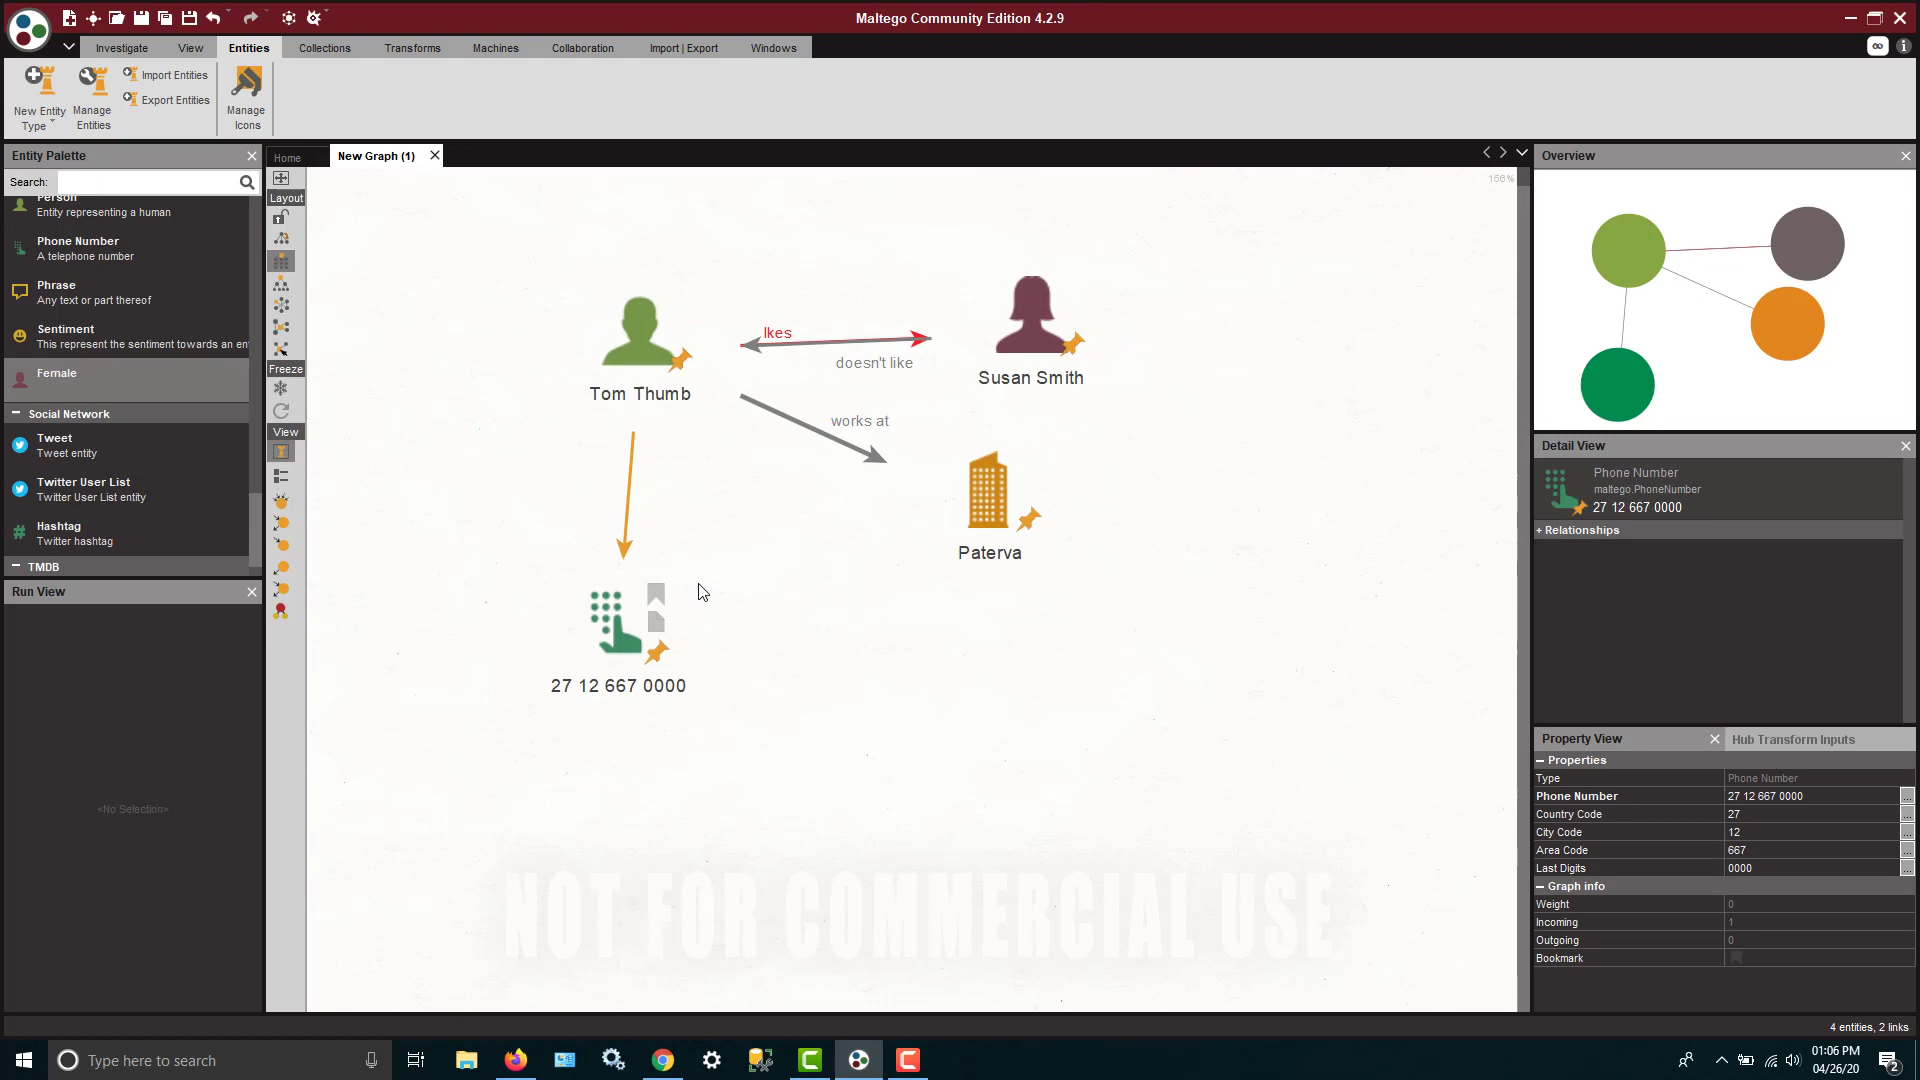 Maltego Community Edition 4.2.9
Investigate View Entities Collections Transforms Machines Collaboration Import | Export Windows
New Entity Type
Manage Entities
Import Entities
Export Entities
Manage Icons
Entity Palette
Search:
Person
Entity representing a human
Phone Number
A telephone number
Phrase
Any text or part thereof
Sentiment
This represent the sentiment towards an en
Female
Social Network
Tweet
Tweet entity
Twitter User List
Twitter User List entity
Hashtag
Twitter hashtag
TMDB
Run View
<No Selection>
Home New Graph (1)
Layout
Freeze
View
156%
lkes
doesn't like
Tom Thumb
Susan Smith
works at
Paterva
27 12 667 0000
NOT FOR COMMERCIAL USE
Overview
Detail View
Phone Number
maltego.PhoneNumber
27 12 667 0000
+ Relationships
Property View Hub Transform Inputs
Properties
Type Phone Number
Phone Number 27 12 667 0000 ...
Country Code 27 ...
City Code 12 ...
Area Code 667 ...
Last Digits 0000 ...
Graph info
Weight 0
Incoming 1
Outgoing 0
Bookmark
4 entities, 2 links
Type here to search
01:06 PM
04/26/20
2